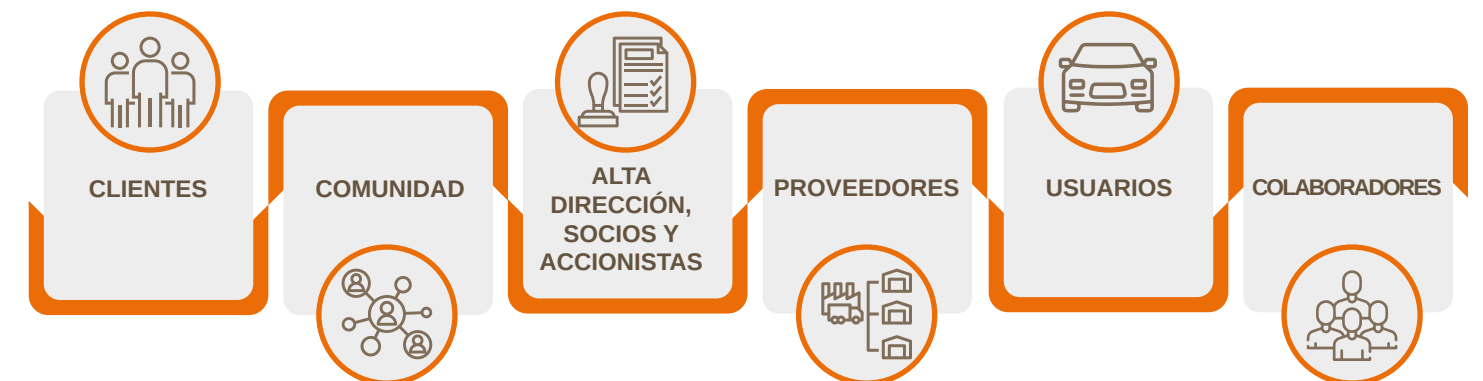 CLIENTES
COMUNIDAD
ALTA
DIRECCIÓN,
SOCIOS Y
ACCIONISTAS
PROVEEDORES
USUARIOS
COLABORADORES